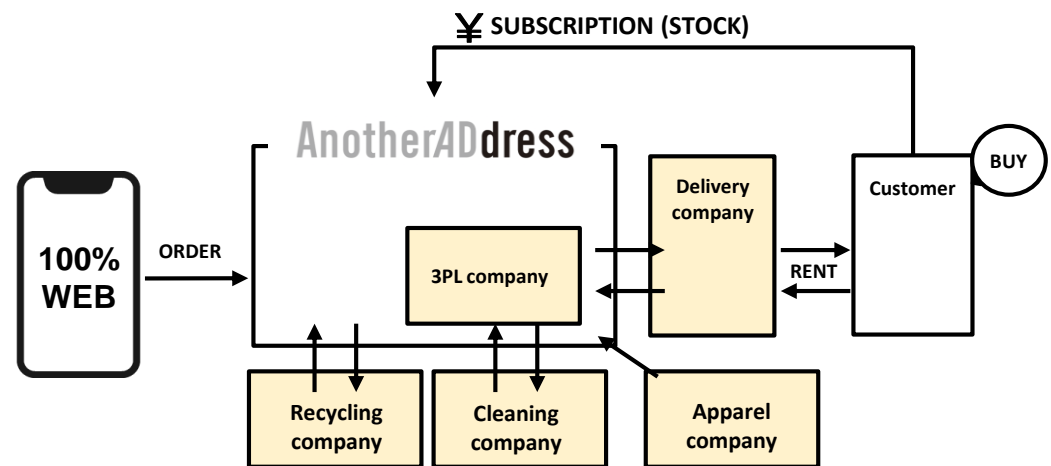 ¥ SUBSCRIPTION (STOCK)
AnotherADdress
BUY
Delivery
company
Customer
100%
WEB
ORDER
3PL company
RENT
Recycling
company
Cleaning
company
Apparel
company